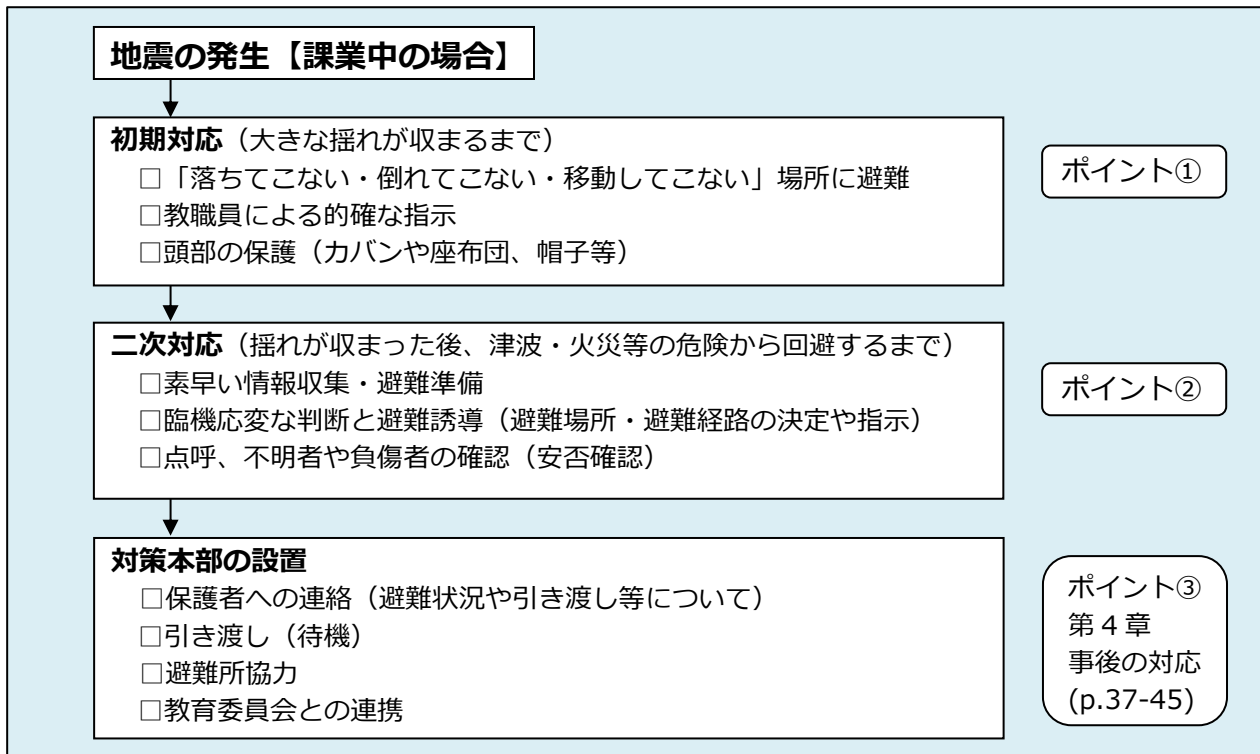 地震の発生【課業中の場合】
初期対応（大きな揺れが収まるまで）
□「落ちてこない・倒れてこない・移動してこない」場所に避難
□教職員による的確な指示
□頭部の保護（カバンや座布団、帽子等）
ポイント①
二次対応（揺れが収まった後、津波・火災等の危険から回避するまで）
□素早い情報収集・避難準備
□臨機応変な判断と避難誘導（避難場所・避難経路の決定や指示）
□点呼、不明者や負傷者の確認（安否確認）
ポイント②
対策本部の設置
□保護者への連絡（避難状況や引き渡し等について）
□引き渡し（待機）
□避難所協力
□教育委員会との連携
ポイント③
第４章
事後の対応
(p.37-45)